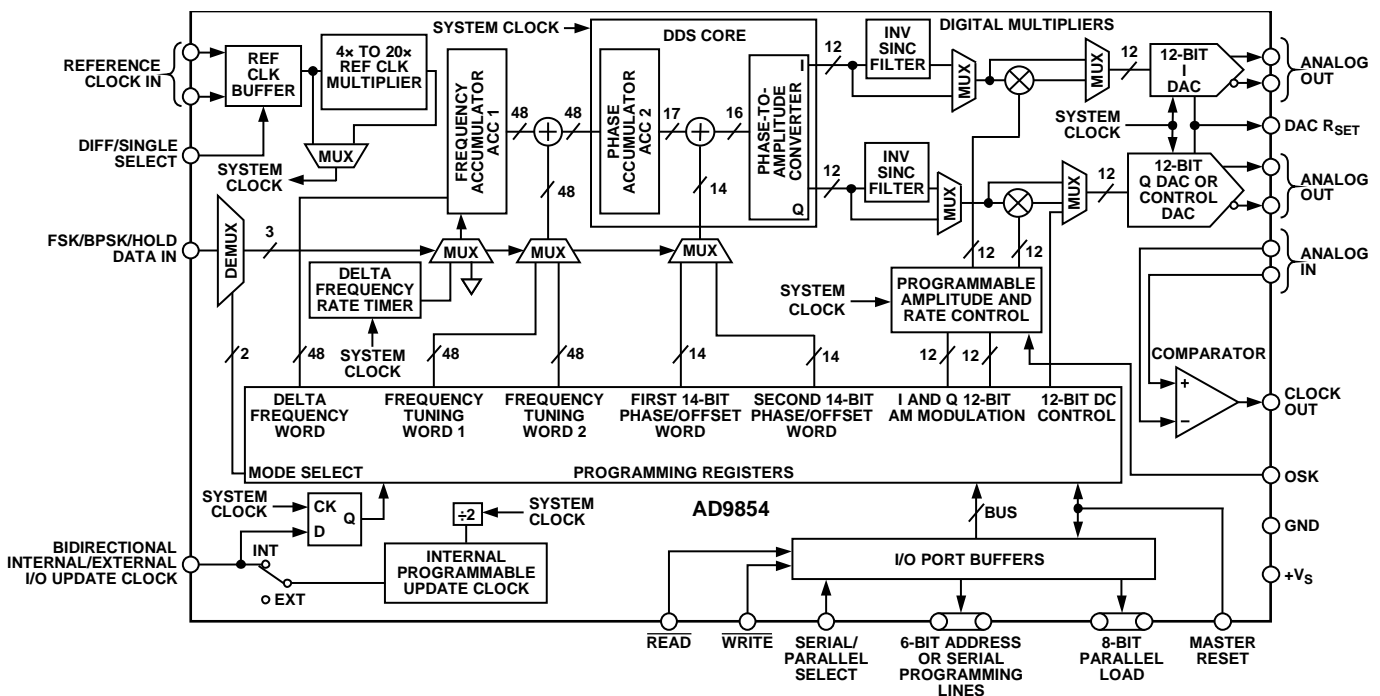 SYSTEM CLOCK
DDS CORE
DIGITAL MULTIPLIERS
REFERENCE
CLOCK IN
REF
CLK
BUFFER
4× TO 20×
REF CLK
MULTIPLIER
FREQUENCY
ACCUMULATOR
ACC 1
PHASE
ACCUMULATOR
ACC 2
PHASE-TO-
AMPLITUDE
CONVERTER
I
Q
INV
SINC
FILTER
MUX
MUX
12-BIT
I
DAC
ANALOG
OUT
12
12
12
48
48
17
16
DIFF/SINGLE
SELECT
MUX
SYSTEM
CLOCK
SYSTEM
CLOCK
DAC RSET
48
14
12
INV
SINC
FILTER
MUX
MUX
12
12-BIT
Q DAC OR
CONTROL
DAC
ANALOG
OUT
48
FSK/BPSK/HOLD
DATA IN
DEMUX
3
MUX
MUX
MUX
12
12
ANALOG
IN
DELTA
FREQUENCY
RATE TIMER
SYSTEM
CLOCK
PROGRAMMABLE
AMPLITUDE AND
RATE CONTROL
SYSTEM
CLOCK
2
48
48
48
14
14
12
12
COMPARATOR
+
–
CLOCK
OUT
DELTA
FREQUENCY
WORD
FREQUENCY
TUNING
WORD 1
FREQUENCY
TUNING
WORD 2
FIRST 14-BIT
PHASE/OFFSET
WORD
SECOND 14-BIT
PHASE/OFFSET
WORD
I AND Q 12-BIT
AM MODULATION
12-BIT DC
CONTROL
MODE SELECT
PROGRAMMING REGISTERS
OSK
SYSTEM
CLOCK
CK
D
Q
÷2
SYSTEM
CLOCK
AD9854
BUS
GND
BIDIRECTIONAL
INTERNAL/EXTERNAL
I/O UPDATE CLOCK
INT
EXT
INTERNAL
PROGRAMMABLE
UPDATE CLOCK
I/O PORT BUFFERS
+VS
READ
WRITE
SERIAL/
PARALLEL
SELECT
6-BIT ADDRESS
OR SERIAL
PROGRAMMING
LINES
8-BIT
PARALLEL
LOAD
MASTER
RESET